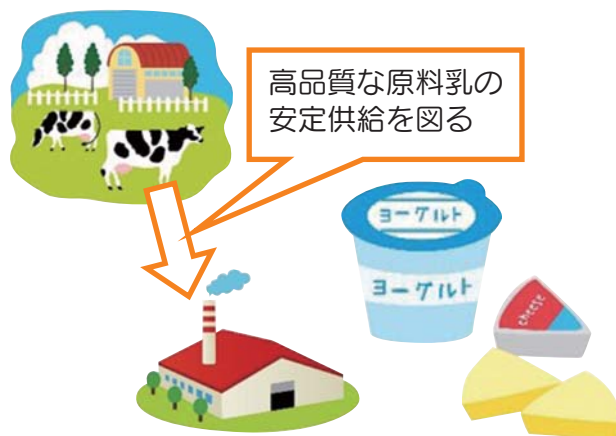 高品質な原料乳の
安定供給を図る
ヨーグルト
ヨーグルト
cheese